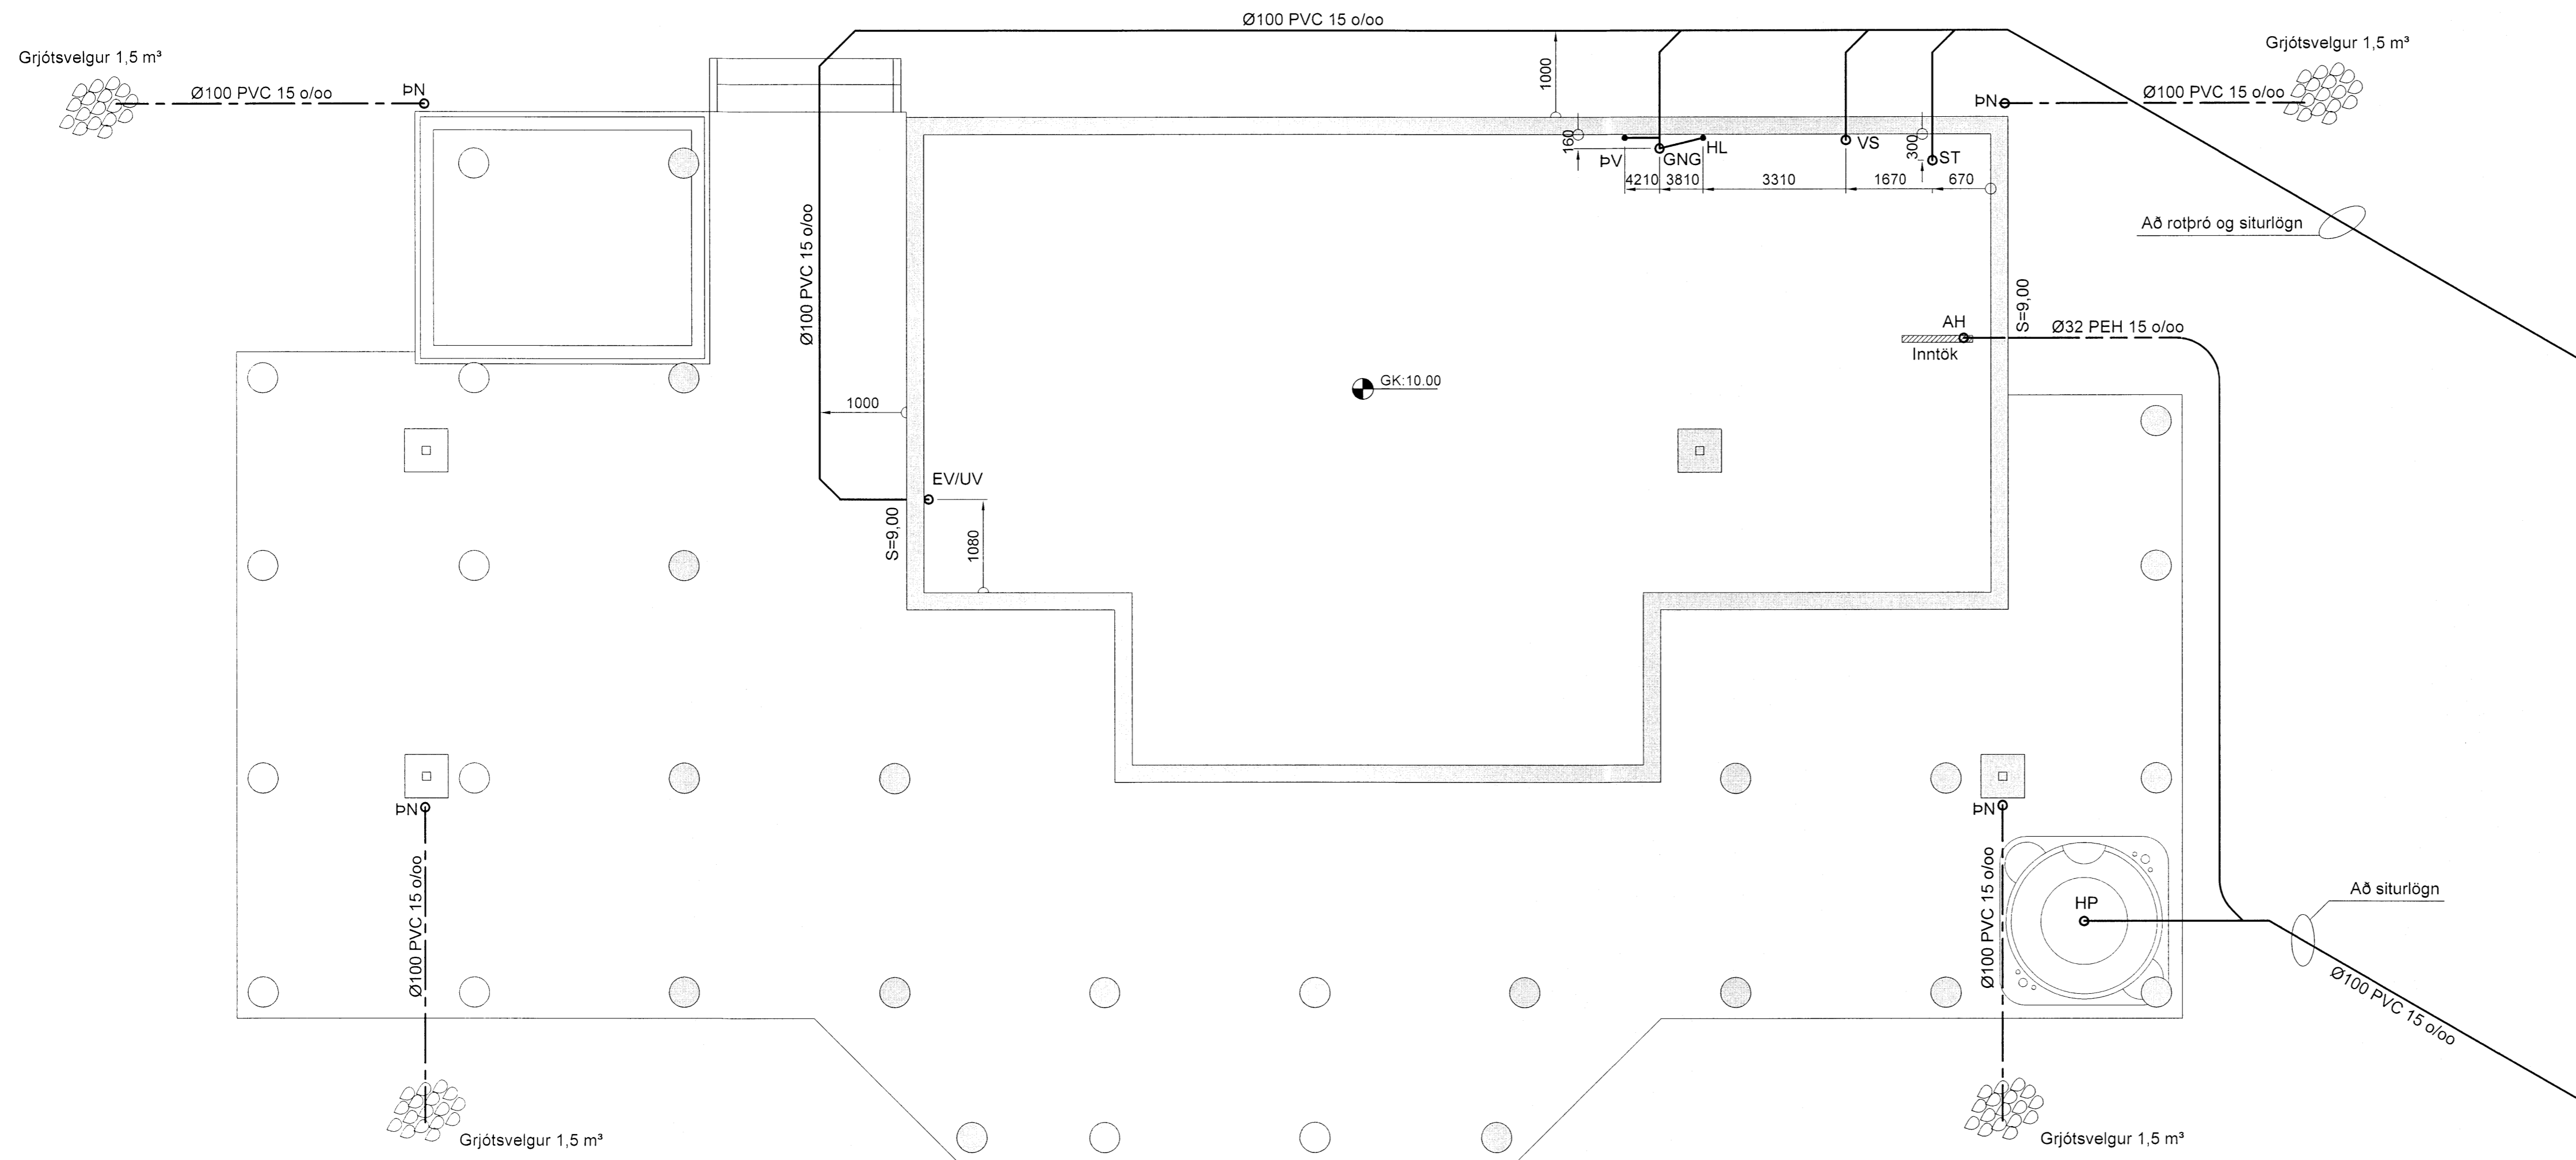 Ø100 PVC 15 o/oo
Grjótsvelgur 1,5 m³
Grjótsvelgur 1,5 m³
Ø100 PVC 15 o/oo
ÞN
1000
ÞN
Ø100 PVC 15 o/oo
160
ÞV
GNG
HL
VS
300
ST
4210
3810
3310
1670
670
Ø100 PVC 15 o/oo
Að rotþró og siturlögn
S=9,00
AH
Ø32 PEH 15 o/oo
Inntök
GK:10.00
1000
EV/UV
S=9,00
1080
ÞN
ÞN
Ø100 PVC 15 o/oo
Ø100 PVC 15 o/oo
HP
Að siturlögn
Ø100 PVC 15 o/oo
Grjótsvelgur 1,5 m³
Grjótsvelgur 1,5 m³